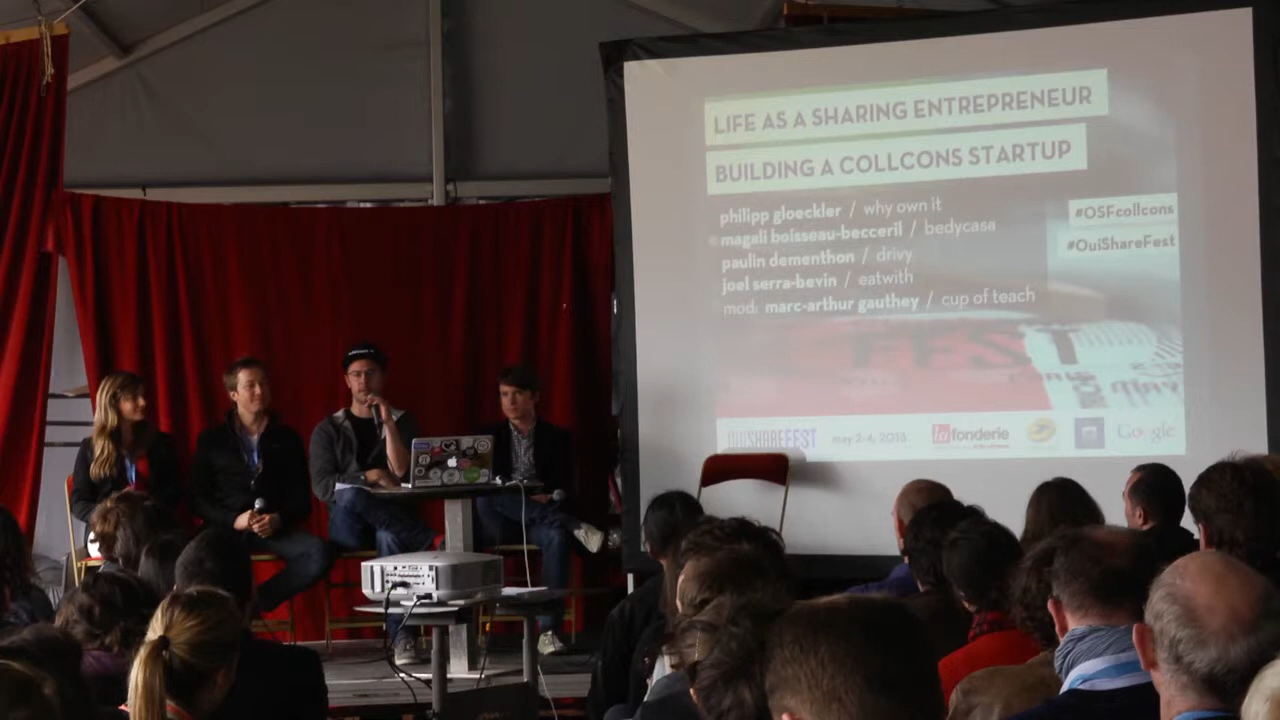 LIFE AS A SHARING ENTREPRENEUR
BUILDING A COLLCONS STARTUP
philipp gloeckler / why own it
magali boisseau-becceril / bedycasa
paulin dementhon / drivy
joel serra-bevin / eatwith
mod: marc-arthur gauthey / cup of teach
#OSFcollcons
#OuiShareFest
FEST
OUISHAREFEST
may 2-4, 2013
lafonderie
Google